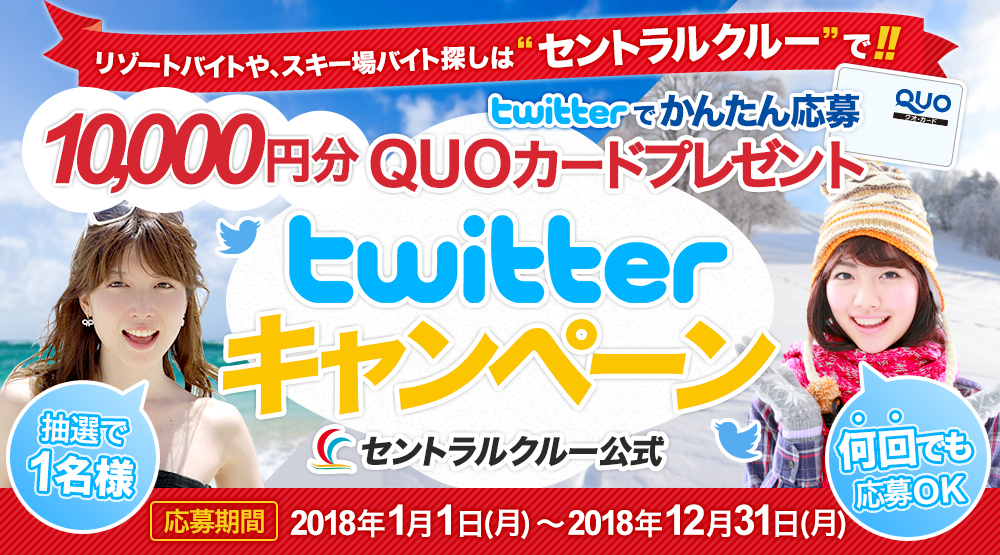 リゾートバイトや、スキー場バイト探しは“セントラルクルー”で!!
twitterでかんたん応募
QUO
クオ・カード
10,000円分 QUOカードプレゼント
twitter
キャンペーン
セントラルクルー公式
抽選で
1名様
何回でも
応募OK
応募期間 2018年1月1日(月) ～2018年12月31日(月)